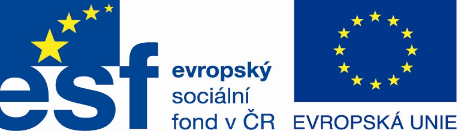 esf
evropský
sociální
fond v ČR
EVROPSKÁ UNIE